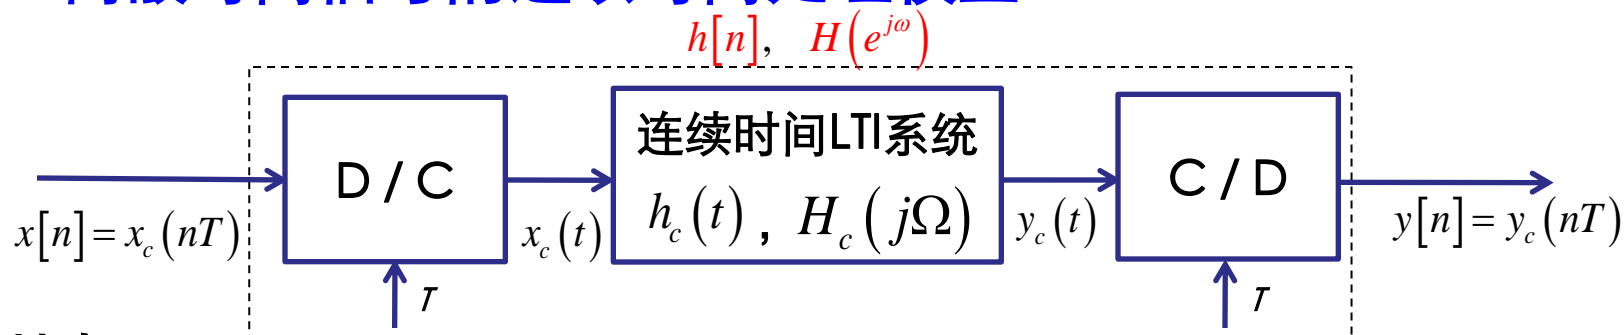 h[n], H(e^{jω})
D / C
连续时间LTI系统
h_c(t), H_c(jΩ)
C / D
x[n] = x_c(nT)
x_c(t)
y_c(t)
y[n] = y_c(nT)
T
T